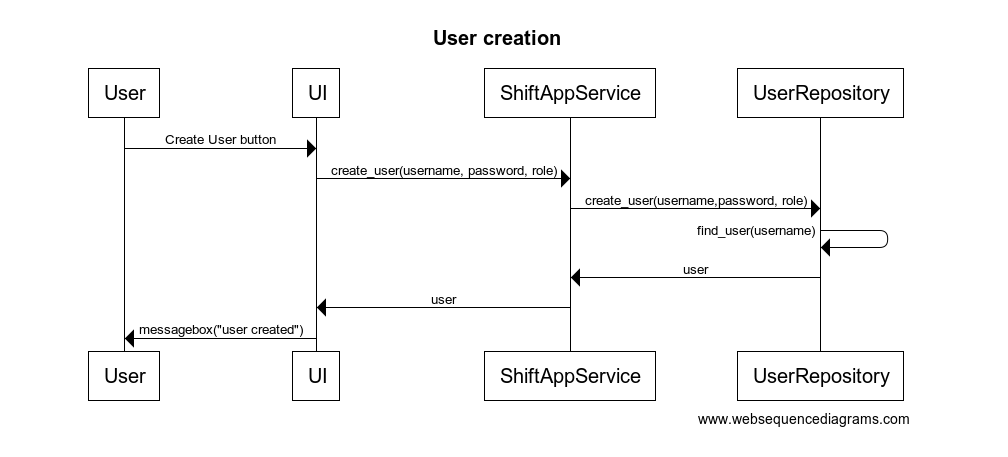 User creation
User
UI
ShiftAppService
UserRepository
Create User button
create_user(username, password, role)
create_user(username,password, role)
find_user(username)
user
user
messagebox("user created")
User
UI
ShiftAppService
UserRepository
www.websequencediagrams.com